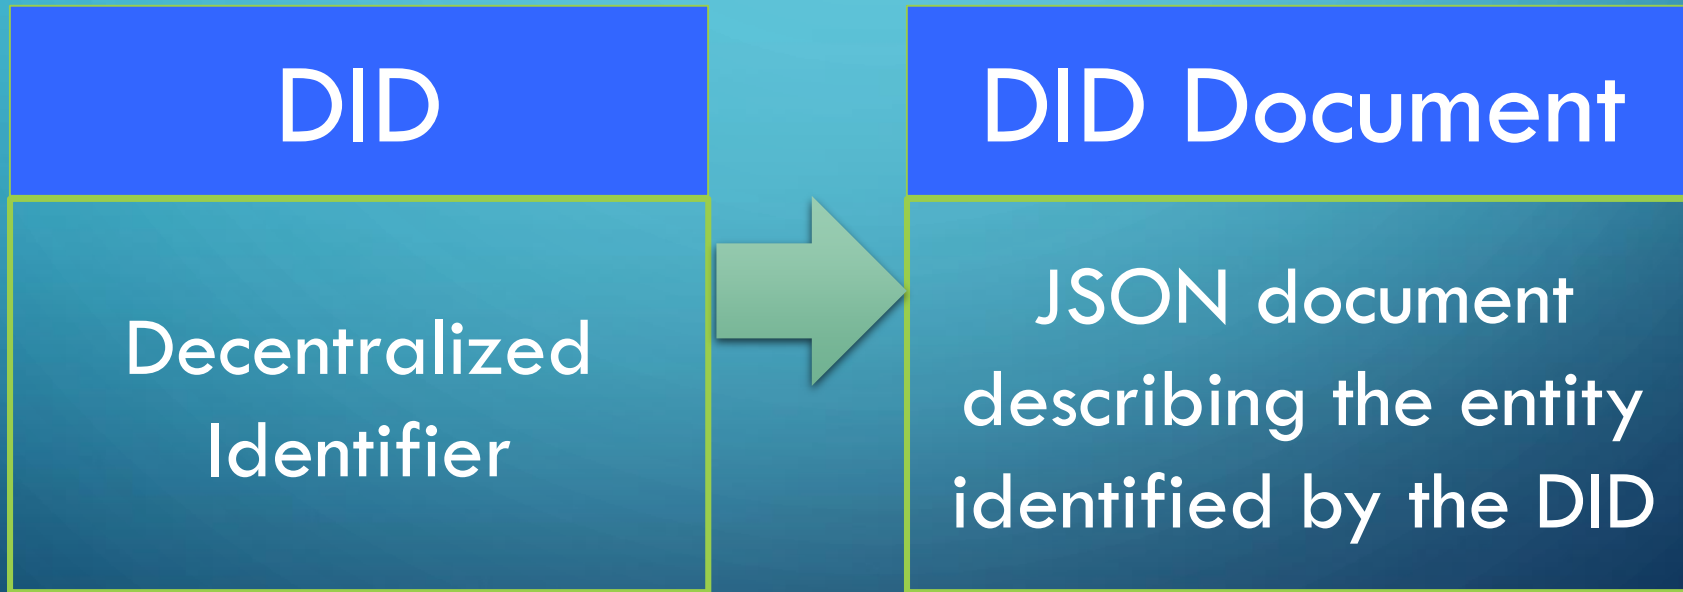 DID
Decentralized
Identifier
DID Document
JSON document
describing the entity
identified by the DID